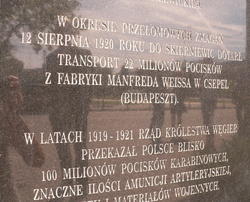 W OKRESIE PRZEŁOMOWYCH ZMAGAŃ
12 SIERPNIA 1920 ROKU DO SKIERNIEWIC DOTARŁ
TRANSPORT 22 MILIONÓW POCISKÓW
Z FABRYKI MANFREDA WEISSA W CSEPEL
(BUDAPESZT).
W LATACH 1919-1921 RZĄD KRÓLESTWA WĘGIER
PRZEKAZAŁ POLSCE BLISKO
100 MILIONÓW POCISKÓW KARABINOWYCH,
ZNACZNE ILOŚCI AMUNICJI ARTYLERYJSKIEJ,
I MATERIAŁÓW WOJENNYCH.